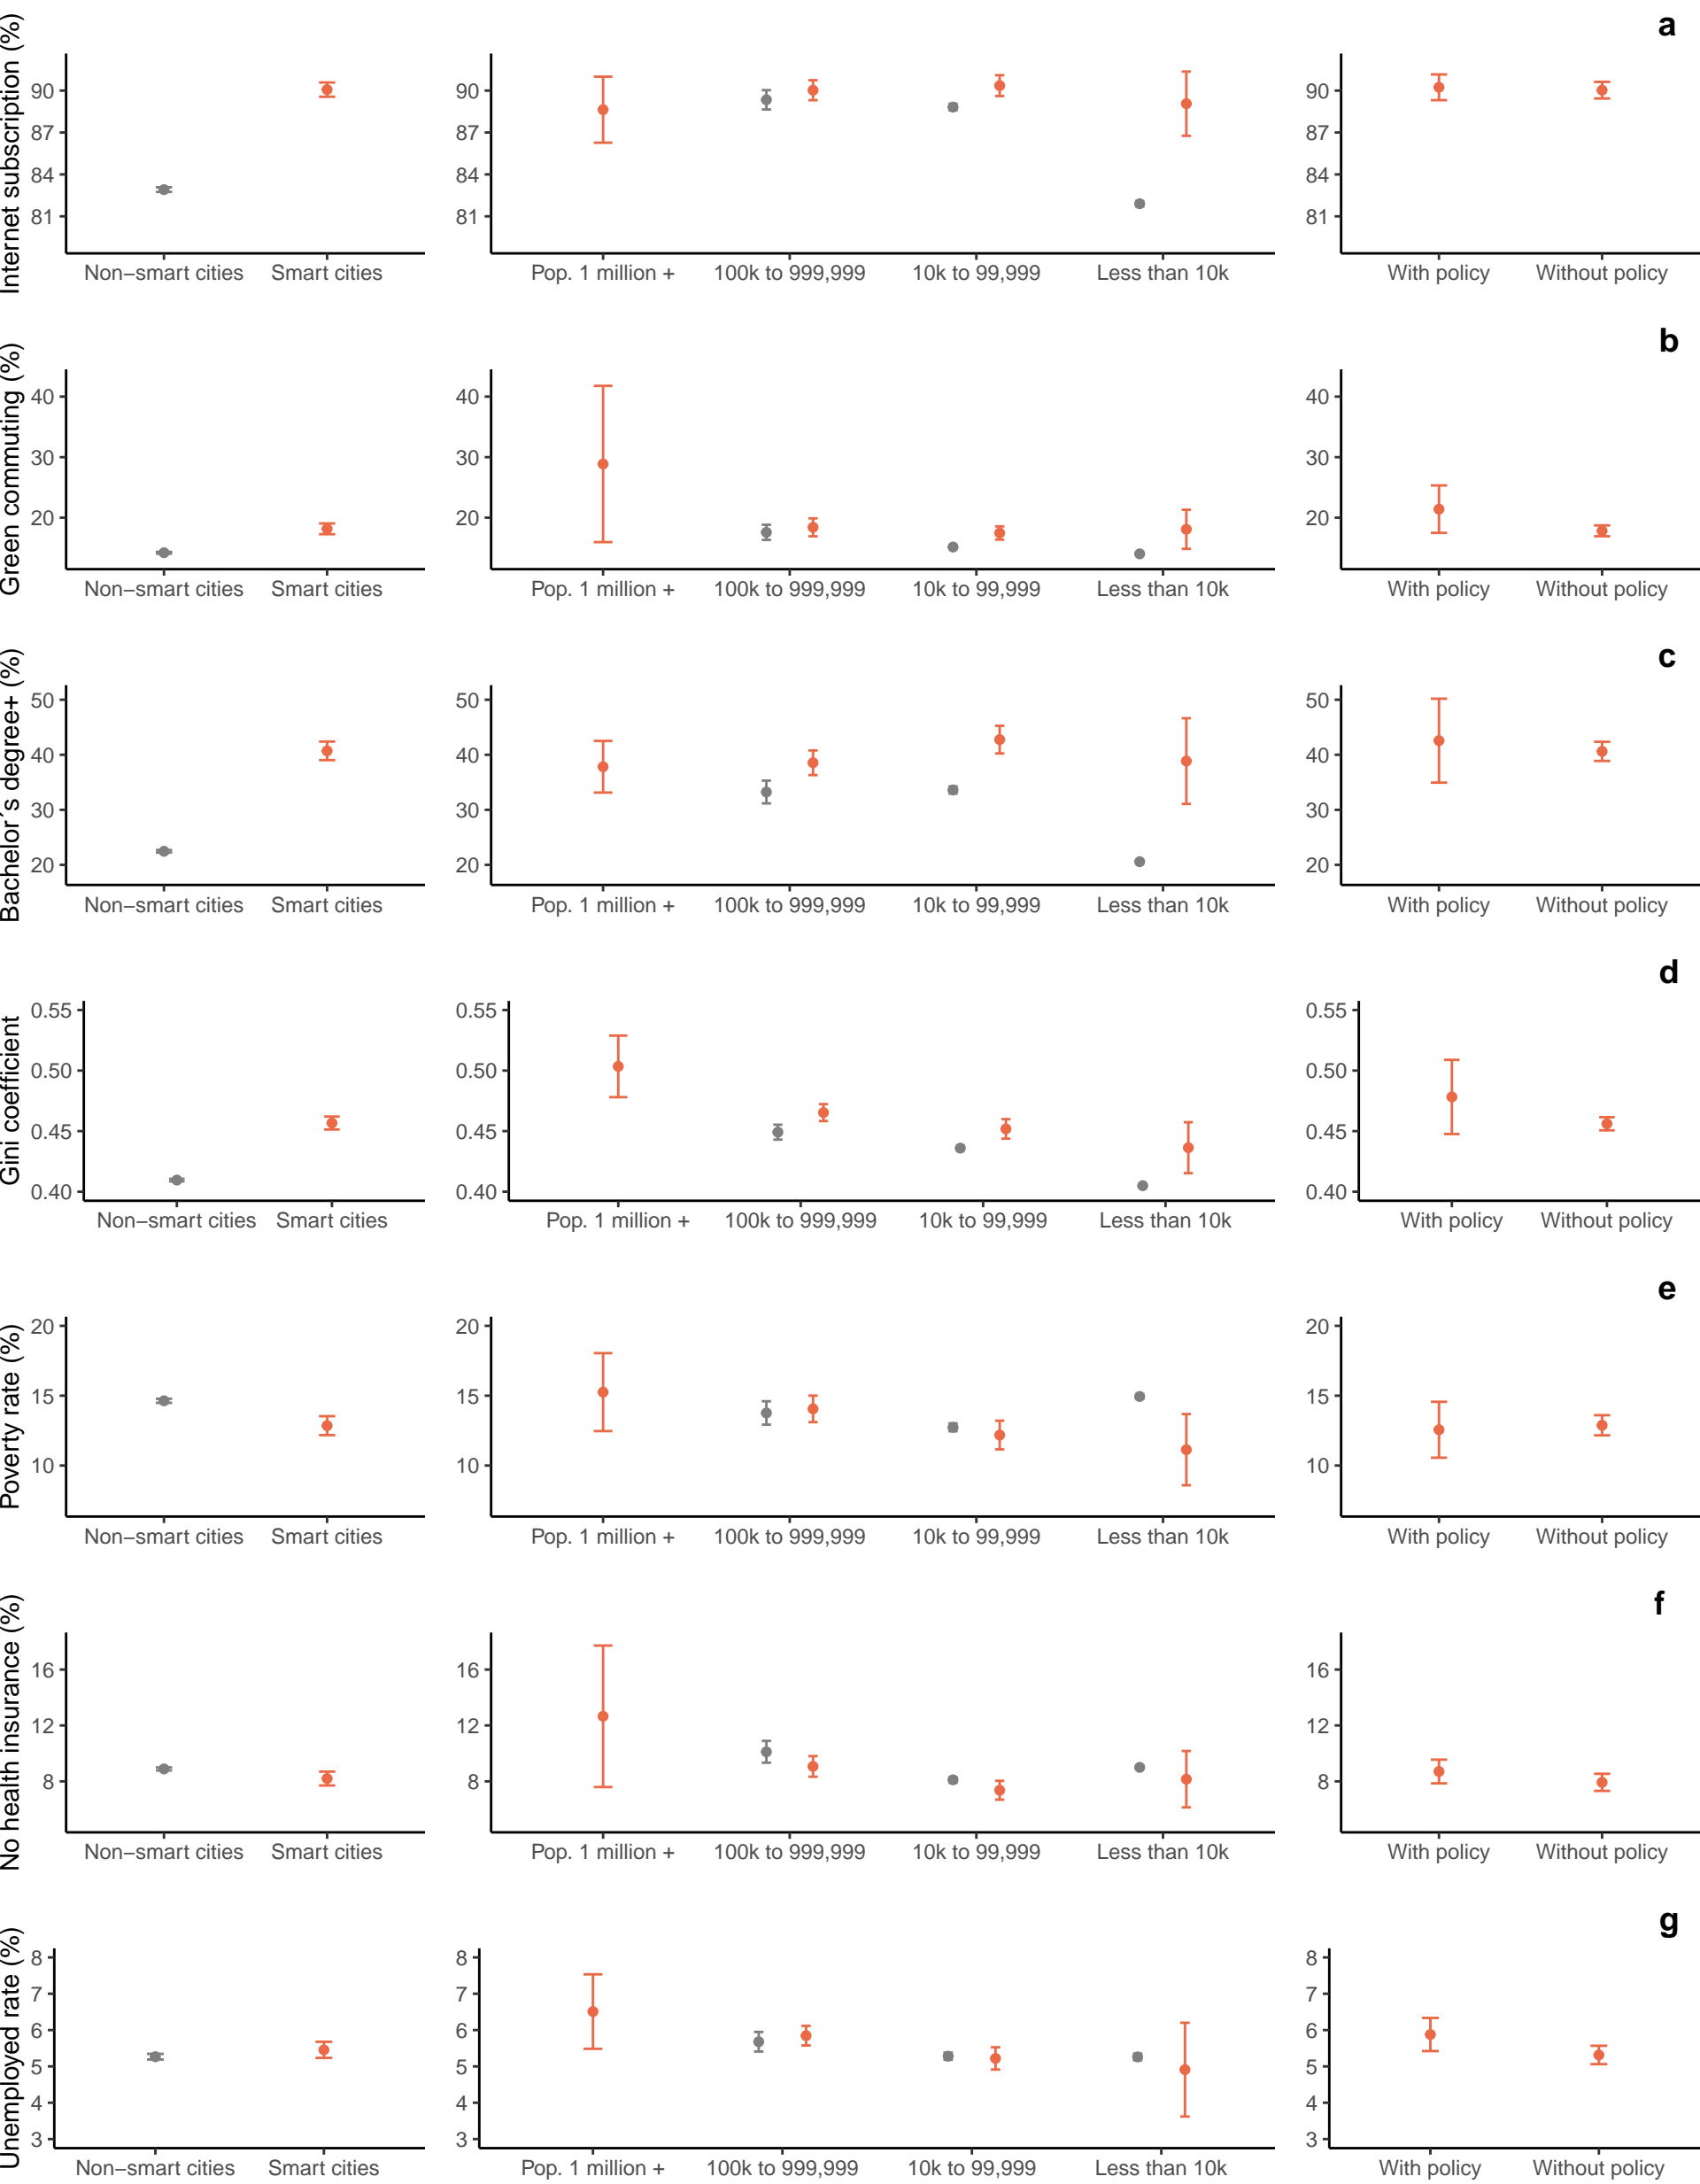 a
Internet subscription (%)
90 90 90
87 87 87
84 84 84
81 81 81
Non−smart cities Smart cities Pop. 1 million + 100k to 999,999 10k to 99,999 Less than 10k With policy Without policy
b
Green commuting (%)
40 40 40
30 30 30
20 20 20
Non−smart cities Smart cities Pop. 1 million + 100k to 999,999 10k to 99,999 Less than 10k With policy Without policy
c
Bachelor´s degree+ (%)
50 50 50
40 40 40
30 30 30
20 20 20
Non−smart cities Smart cities Pop. 1 million + 100k to 999,999 10k to 99,999 Less than 10k With policy Without policy
d
Gini coefficient
0.55 0.55 0.55
0.50 0.50 0.50
0.45 0.45 0.45
0.40 0.40 0.40
Non−smart cities Smart cities Pop. 1 million + 100k to 999,999 10k to 99,999 Less than 10k With policy Without policy
e
Poverty rate (%)
20 20 20
15 15 15
10 10 10
Non−smart cities Smart cities Pop. 1 million + 100k to 999,999 10k to 99,999 Less than 10k With policy Without policy
f
No health insurance (%)
16 16 16
12 12 12
8 8 8
Non−smart cities Smart cities Pop. 1 million + 100k to 999,999 10k to 99,999 Less than 10k With policy Without policy
g
Unemployed rate (%)
8 8 8
7 7 7
6 6 6
5 5 5
4 4 4
3 3 3
Non−smart cities Smart cities Pop. 1 million + 100k to 999,999 10k to 99,999 Less than 10k With policy Without policy